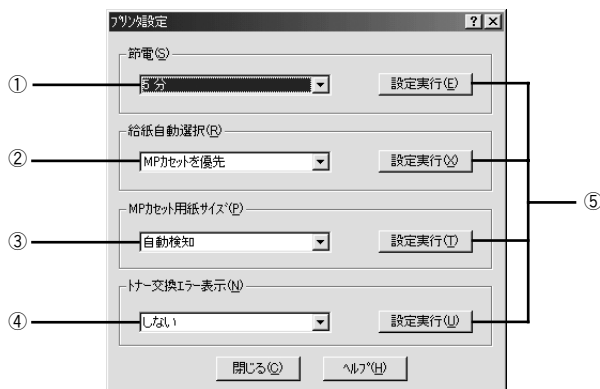 プリンタ設定
節電(S)
① 5分 設定実行(E)
給紙自動選択(R)
② MPカセットを優先 設定実行(X)
⑤
MPカセット用紙サイズ(P)
③ 自動検知 設定実行(T)
トナー交換エラー表示(N)
④ しない 設定実行(U)
閉じる(C) ヘルプ(H)